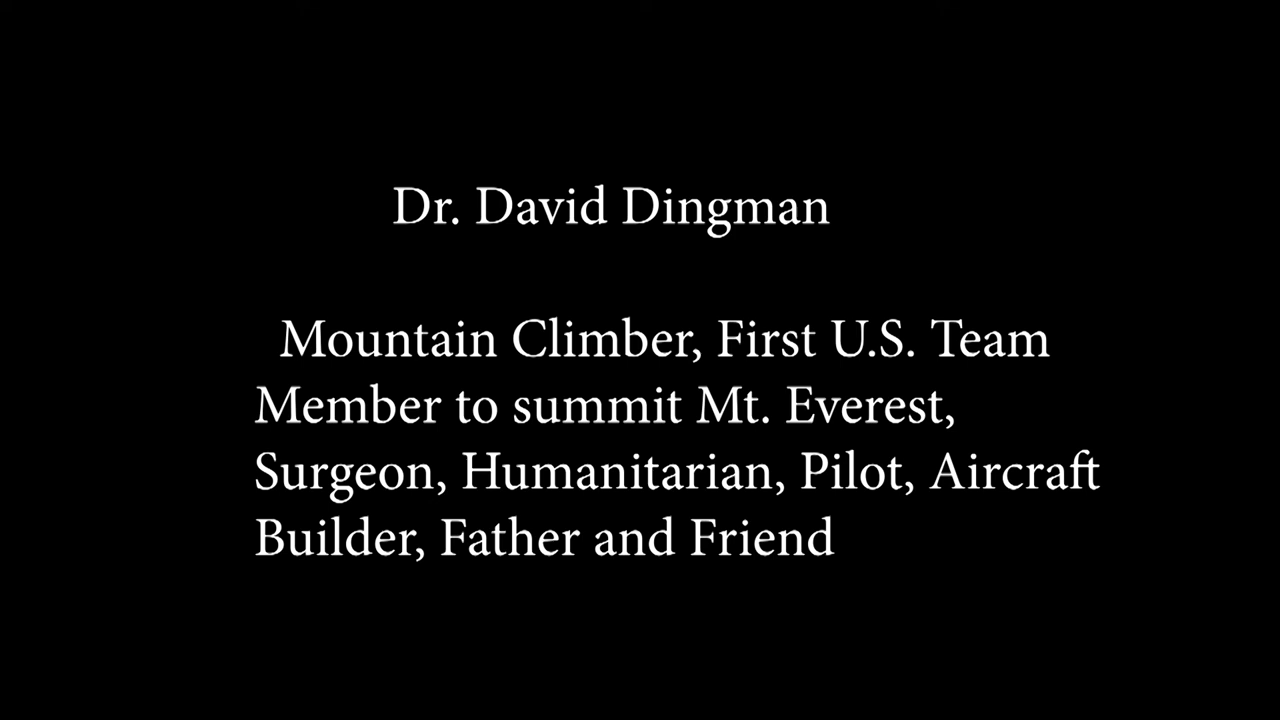 Dr. David Dingman
Mountain Climber, First U.S. Team
Member to summit Mt. Everest,
Surgeon, Humanitarian, Pilot, Aircraft
Builder, Father and Friend